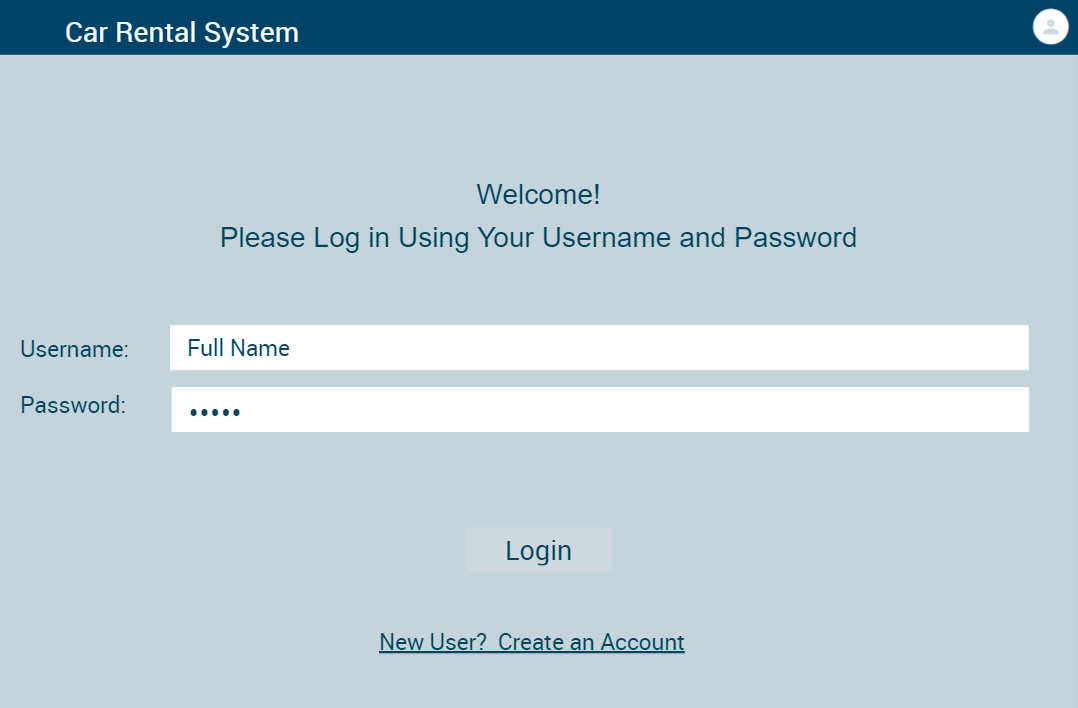 Car Rental System
Welcome!
Please Log in Using Your Username and Password
Username:
Full Name
Password:
•••••
Login
New User?  Create an Account